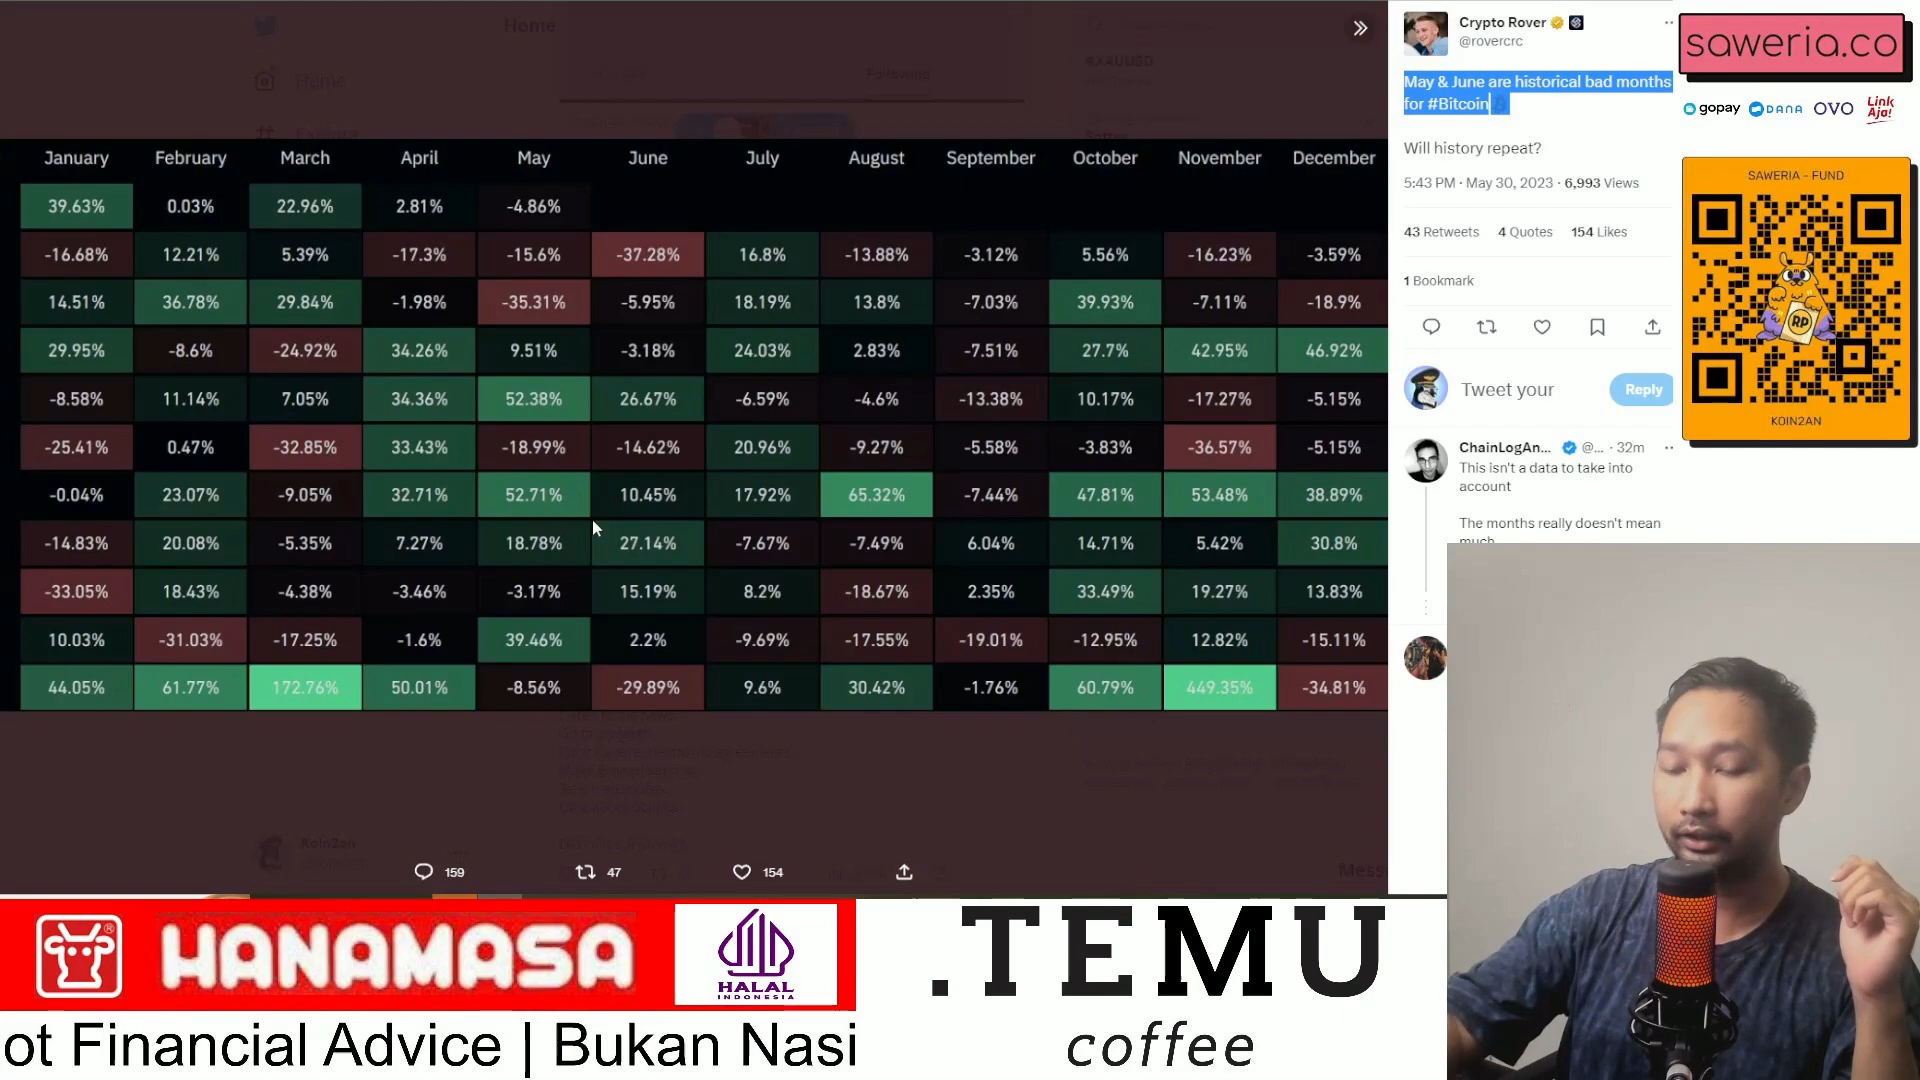 Home
Home
Following
January February March April May June July August September October November December
39.63% 0.03% 22.96% 2.81% -4.86%
-16.68% 12.21% 5.39% -17.3% -15.6% -37.28% 16.8% -13.88% -3.12% 5.56% -16.23% -3.59%
14.51% 36.78% 29.84% -1.98% -35.31% -5.95% 18.19% 13.8% -7.03% 39.93% -7.11% -18.9%
29.95% -8.6% -24.92% 34.26% 9.51% -3.18% 24.03% 2.83% -7.51% 27.7% 42.95% 46.92%
-8.58% 11.14% 7.05% 34.36% 52.38% 26.67% -6.59% -4.6% -13.38% 10.17% -17.27% -5.15%
-25.41% 0.47% -32.85% 33.43% -18.99% -14.62% 20.96% -9.27% -5.58% -3.83% -36.57% -5.15%
-0.04% 23.07% -9.05% 32.71% 52.71% 10.45% 17.92% 65.32% -7.44% 47.81% 53.48% 38.89%
-14.83% 20.08% -5.35% 7.27% 18.78% 27.14% -7.67% -7.49% 6.04% 14.71% 5.42% 30.8%
-33.05% 18.43% -4.38% -3.46% -3.17% 15.19% 8.2% -18.67% 2.35% 33.49% 19.27% 13.83%
10.03% -31.03% -17.25% -1.6% 39.46% 2.2% -9.69% -17.55% -19.01% -12.95% 12.82% -15.11%
44.05% 61.77% 172.76% 50.01% -8.56% -29.89% 9.6% 30.42% -1.76% 60.79% 449.35% -34.81%
Koin2an
159 47 154
Crypto Rover
@rovercrc
May & June are historical bad months
for #Bitcoin
Will history repeat?
5:43 PM · May 30, 2023 · 6,993 Views
43 Retweets 4 Quotes 154 Likes
1 Bookmark
Tweet your
Reply
ChainLogAn... @... · 32m
This isn't a data to take into
account
The months really doesn't mean
much
saweria.co
gopay DANA OVO Link Aja!
SAWERIA - FUND
RP
KOIN2AN
HANAMASA
HALAL
INDONESIA
.TEMU
coffee
ot Financial Advice | Bukan Nasi